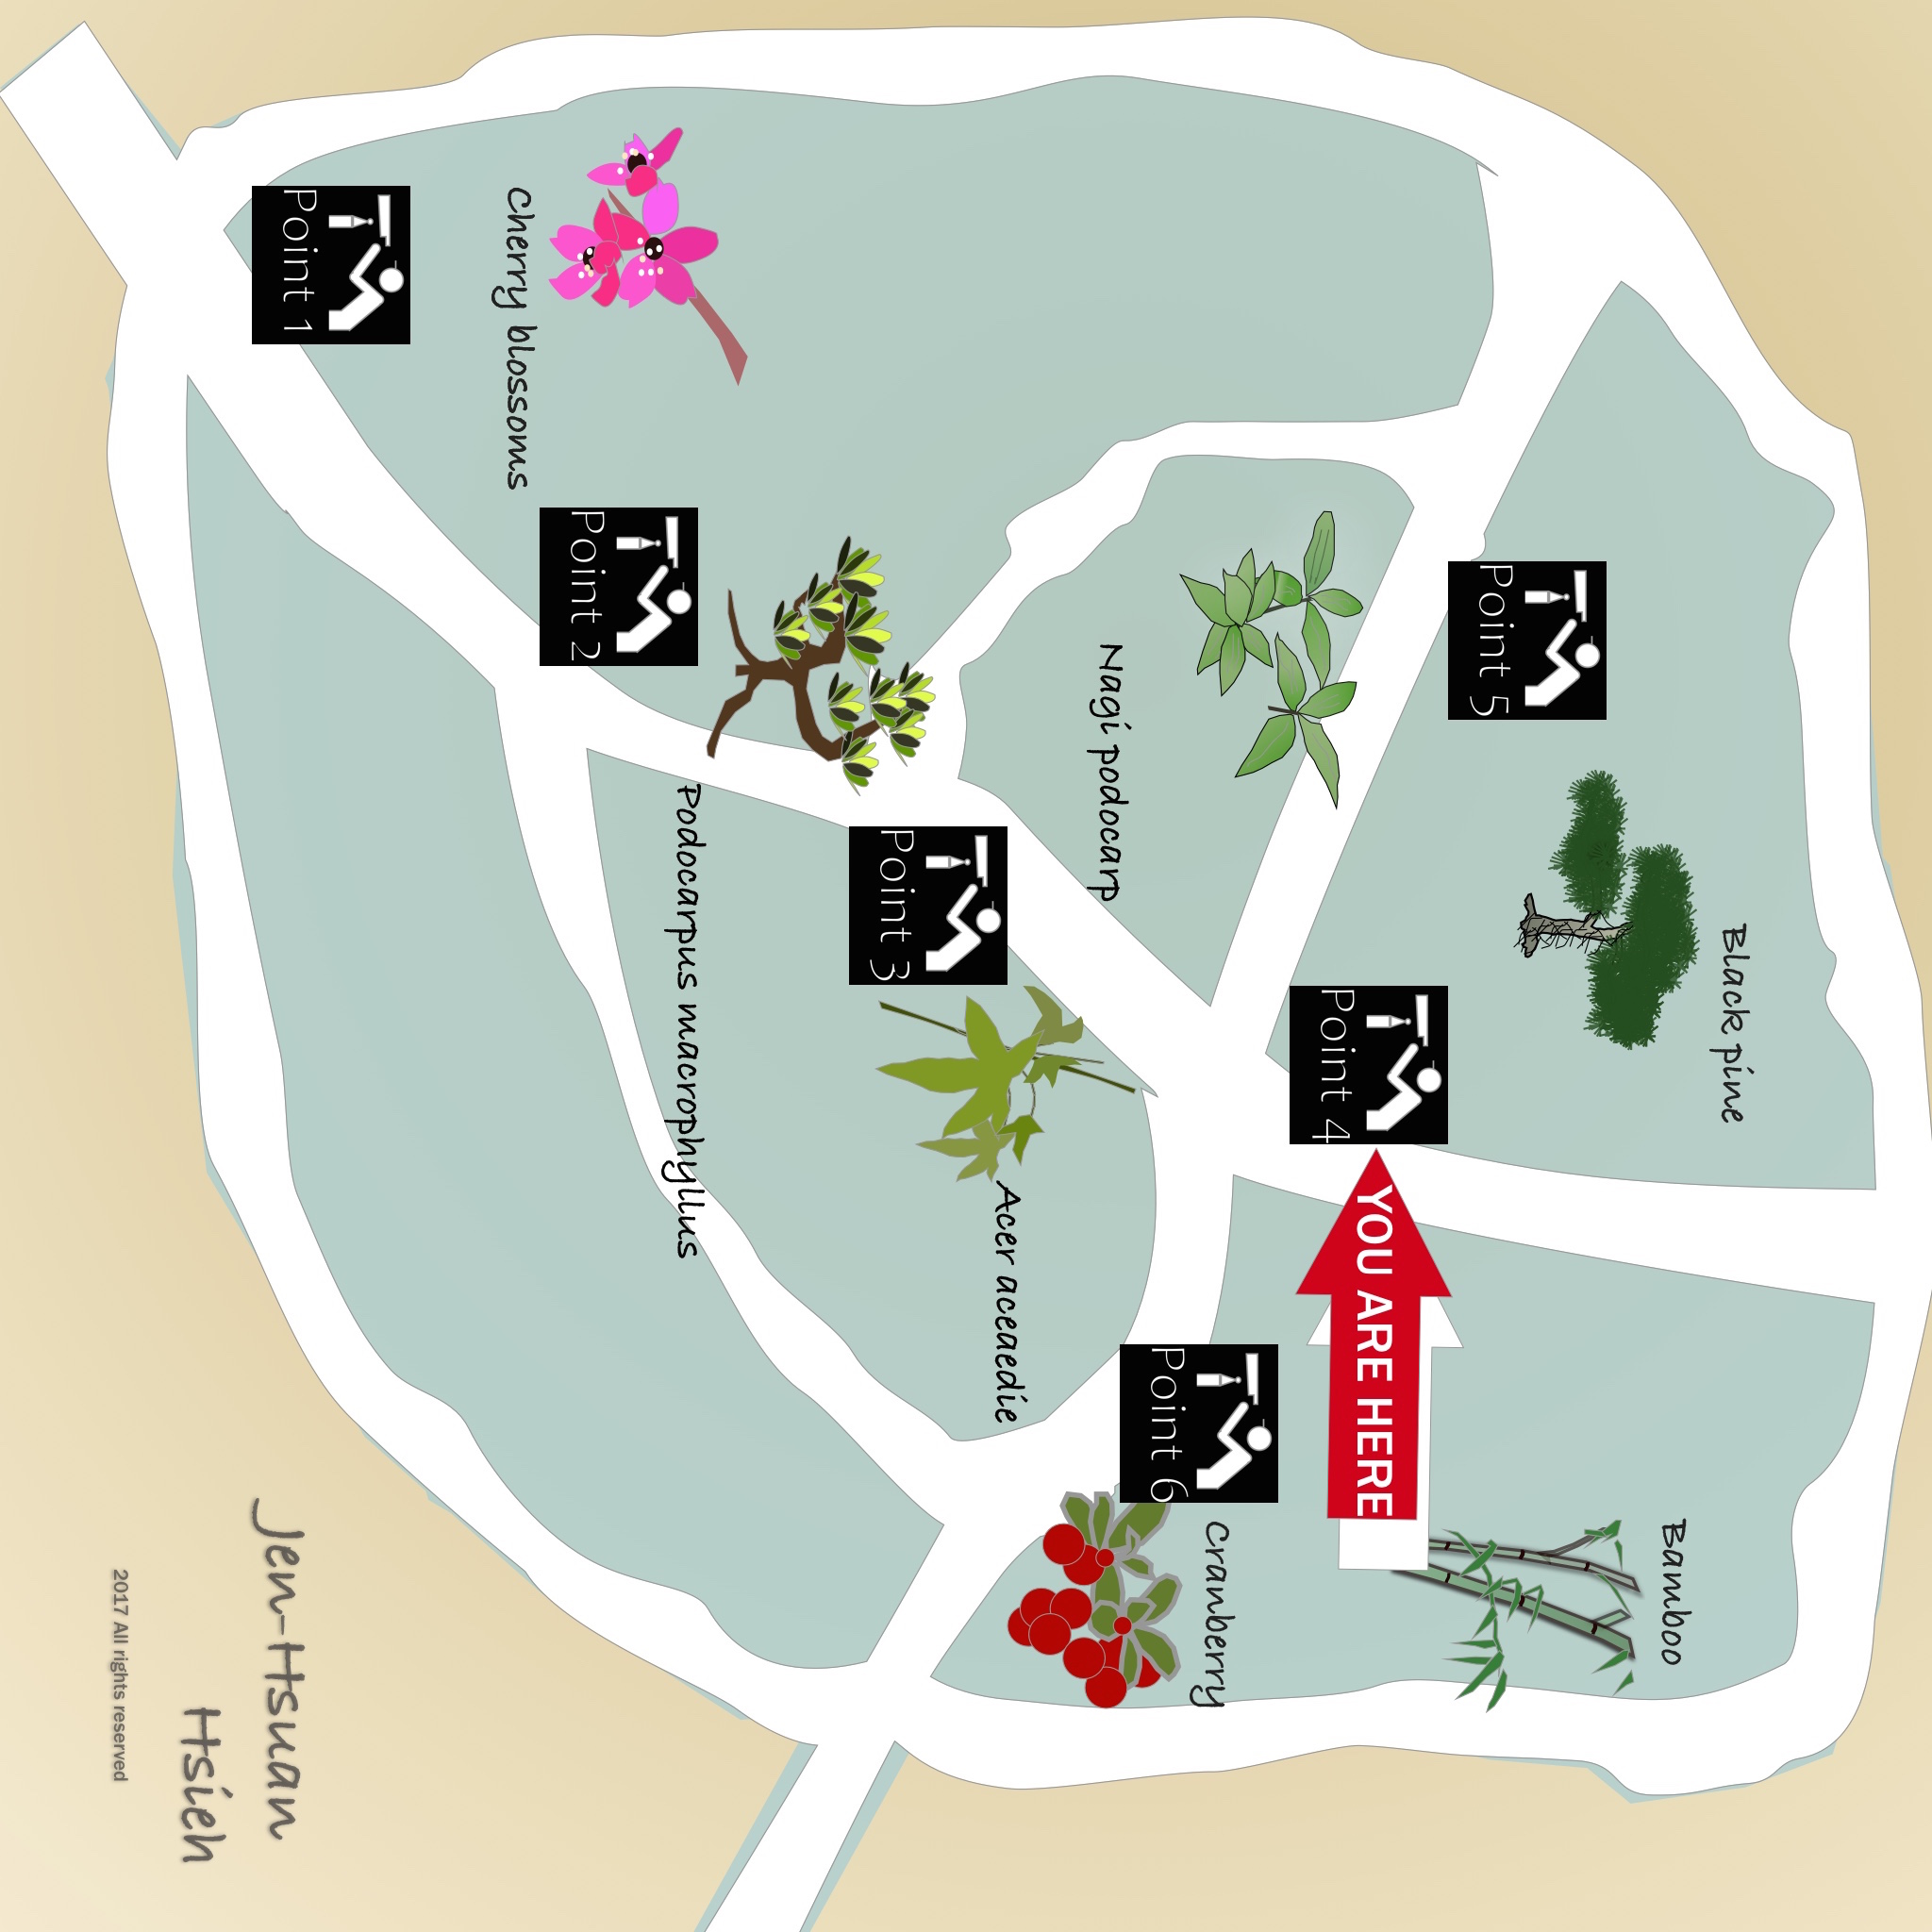 Black pine
Bamboo
Point 5
Point 4
YOU ARE HERE
Nagi podocarp
Cranberry
Point 6
Point 3
Acer aceaedie
Podocarpus macrophyllus
Point 2
Cherry blossoms
Point 1
Jen-Hsuan
Hsieh
2017 All rights reserved